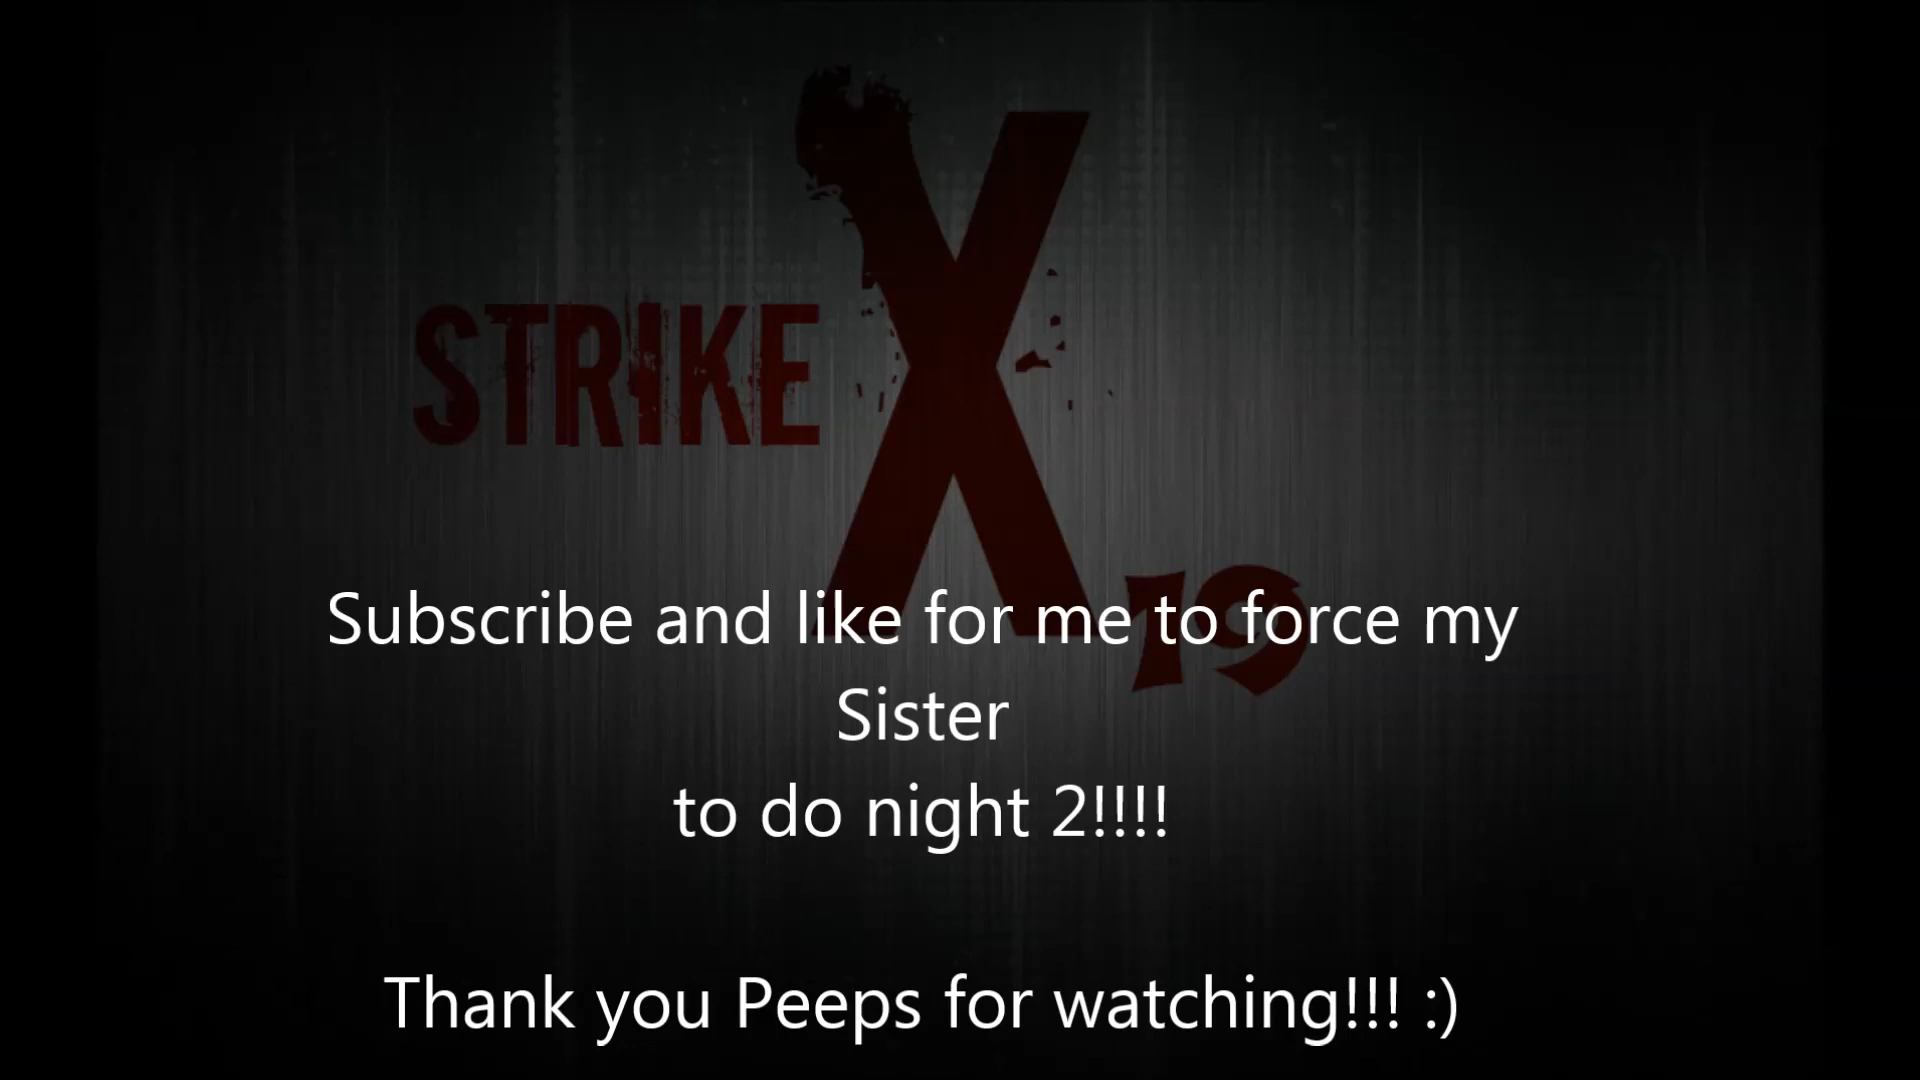 STRIKE
X
19
Subscribe and like for me to force my
Sister
to do night 2!!!!
Thank you Peeps for watching!!! :)